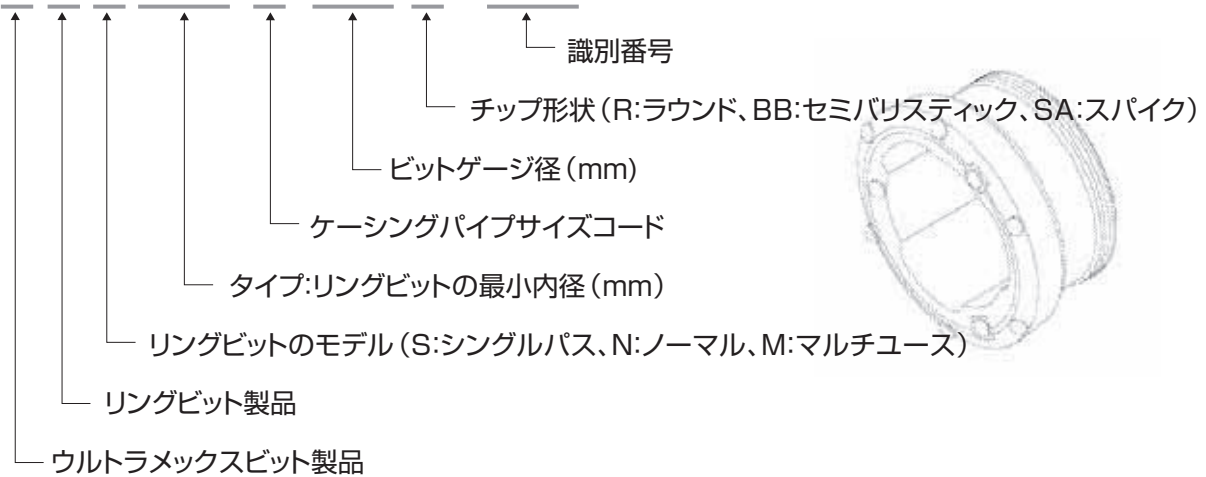 識別番号
チップ形状（R:ラウンド、BB:セミバリスティック、SA:スパイク）
ビットゲージ径（mm)
ケーシングパイプサイズコード
タイプ:リングビットの最小内径（mm）
リングビットのモデル（S:シングルパス、N:ノーマル、M:マルチユース）
リングビット製品
ウルトラメックスビット製品